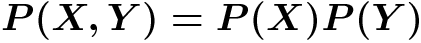 P(X, Y) = P(X)P(Y)